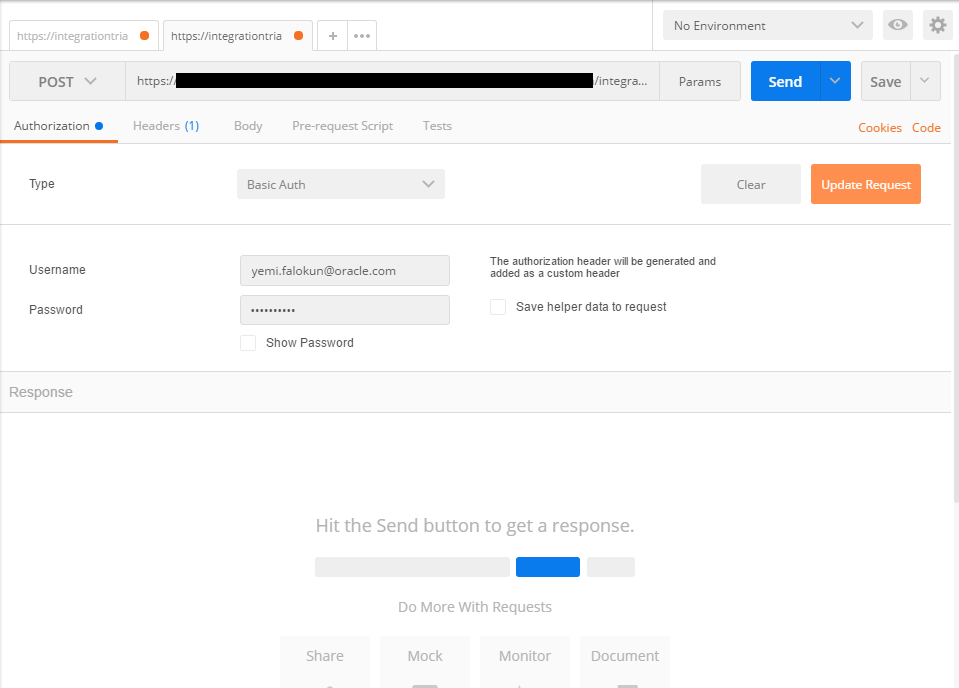 https://integrationtria https://integrationtria + ••• No Environment
POST https:/ /integra... Params Send Save
Authorization Headers (1) Body Pre-request Script Tests Cookies Code
Type Basic Auth Clear Update Request
Username yemi.falokun@oracle.com The authorization header will be generated and
added as a custom header
Password •••••••••• Save helper data to request
Show Password
Response
Hit the Send button to get a response.
Do More With Requests
Share Mock Monitor Document